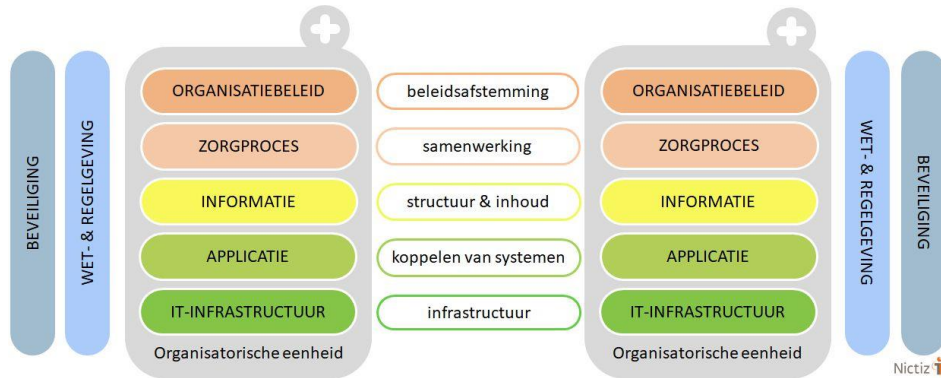 BEVEILIGING
WET- & REGELGEVING
ORGANISATIEBELEID
ZORGPROCES
INFORMATIE
APPLICATIE
IT-INFRASTRUCTUUR
Organisatorische eenheid
beleidsafstemming
samenwerking
structuur & inhoud
koppelen van systemen
infrastructuur
ORGANISATIEBELEID
ZORGPROCES
INFORMATIE
APPLICATIE
IT-INFRASTRUCTUUR
Organisatorische eenheid
WET- & REGELGEVING
BEVEILIGING
Nictiz